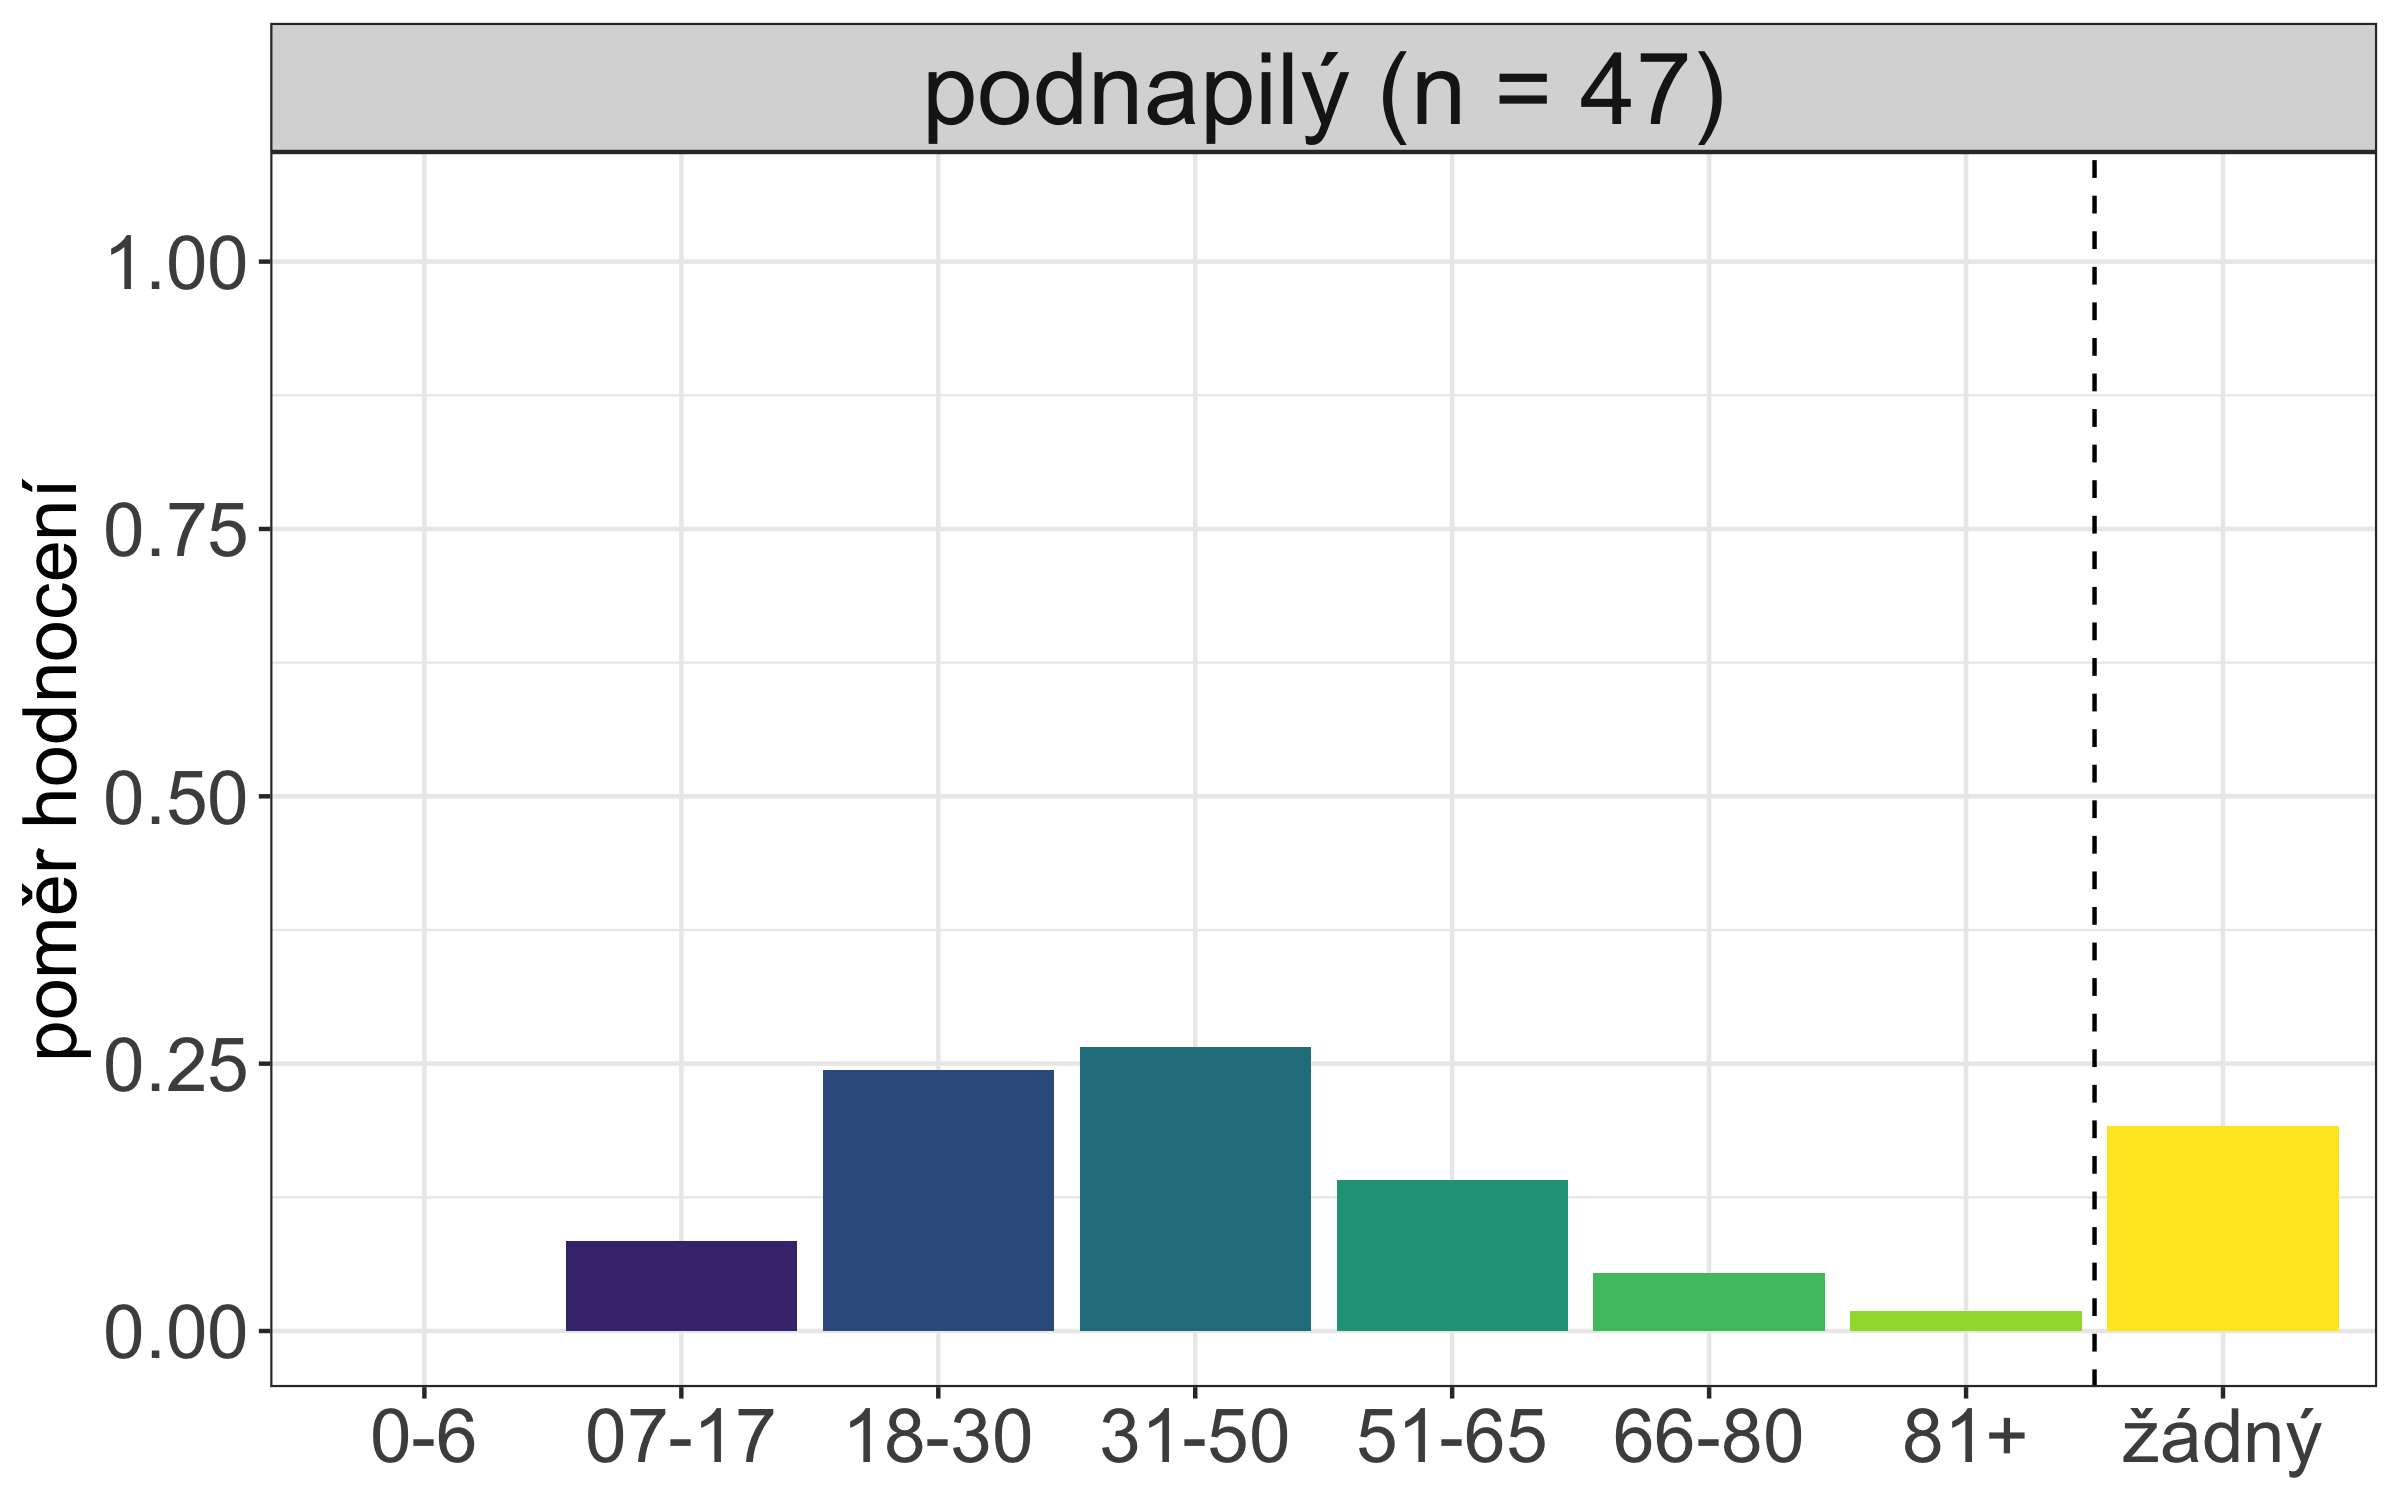 podnapilý (n = 47)
poměr hodnocení
1.00
0.75
0.50
0.25
0.00
0-6 07-17 18-30 31-50 51-65 66-80 81+ žádný